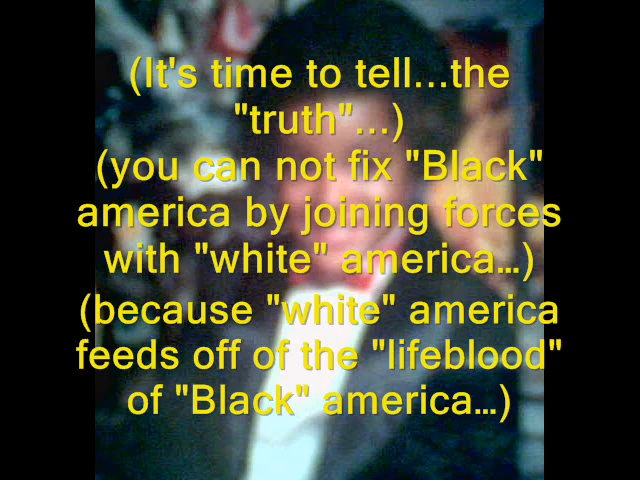 (It's time to tell...the
"truth"...)
(you can not fix "Black"
america by joining forces
with "white" america...)
(because "white" america
feeds off of the "lifeblood"
of "Black" america...)